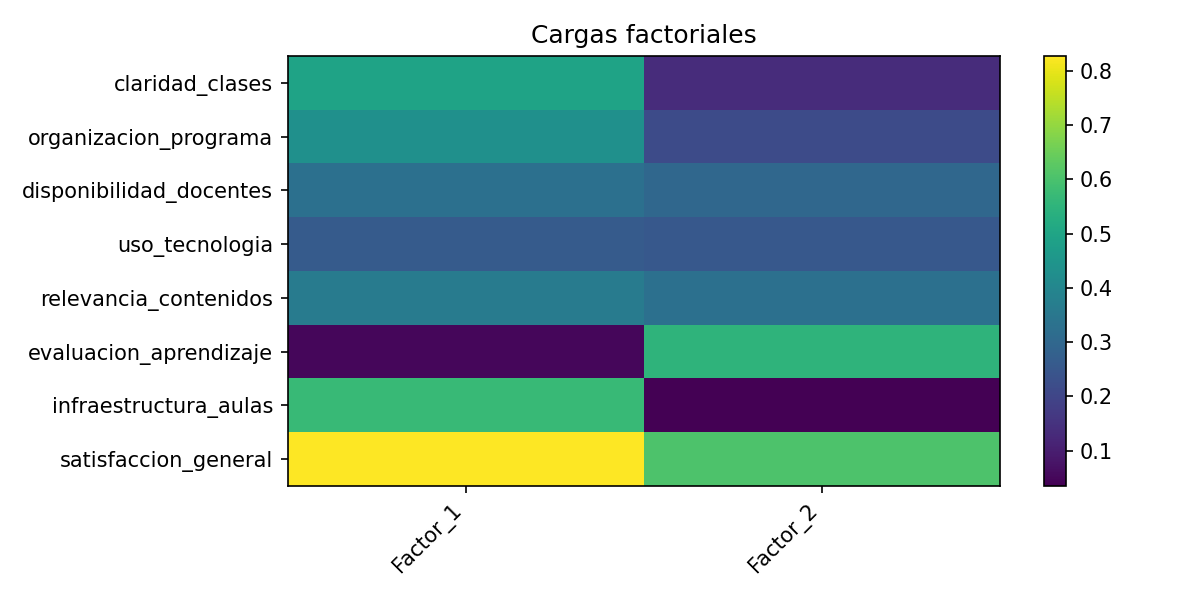 Cargas factoriales
claridad_clases
organizacion_programa
disponibilidad_docentes
uso_tecnologia
relevancia_contenidos
evaluacion_aprendizaje
infraestructura_aulas
satisfaccion_general
Factor_1
Factor_2
0.8
0.7
0.6
0.5
0.4
0.3
0.2
0.1